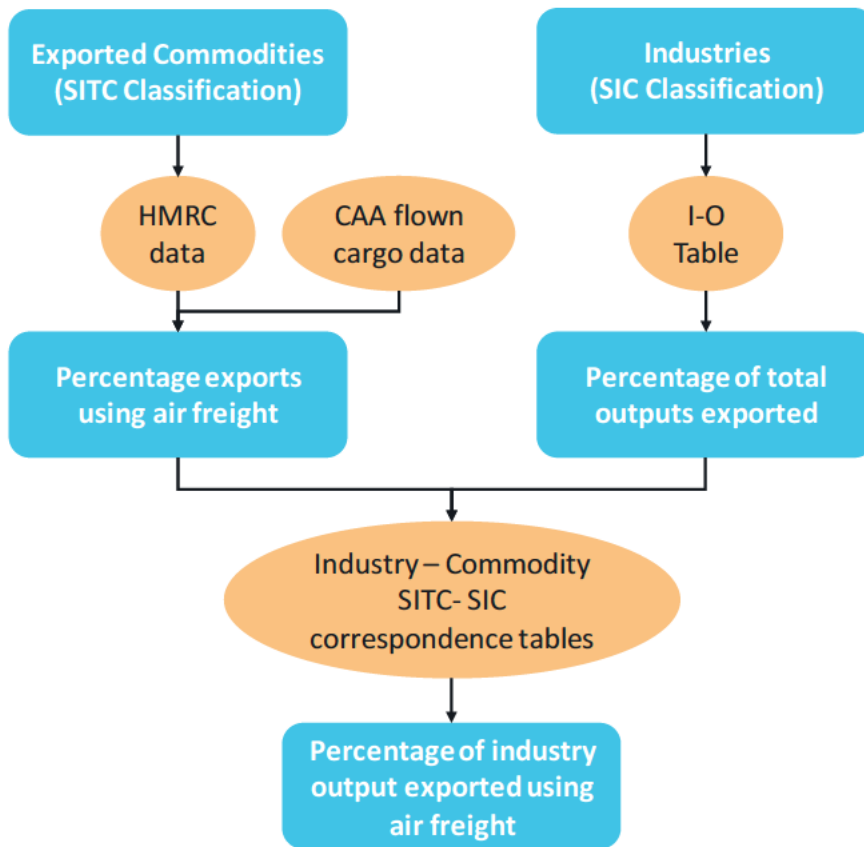 Exported Commodities
(SITC Classification)
Industries
(SIC Classification)
HMRC
data
CAA flown
cargo data
I-O
Table
Percentage exports
using air freight
Percentage of total
outputs exported
Industry – Commodity
SITC- SIC
correspondence tables
Percentage of industry
output exported using
air freight